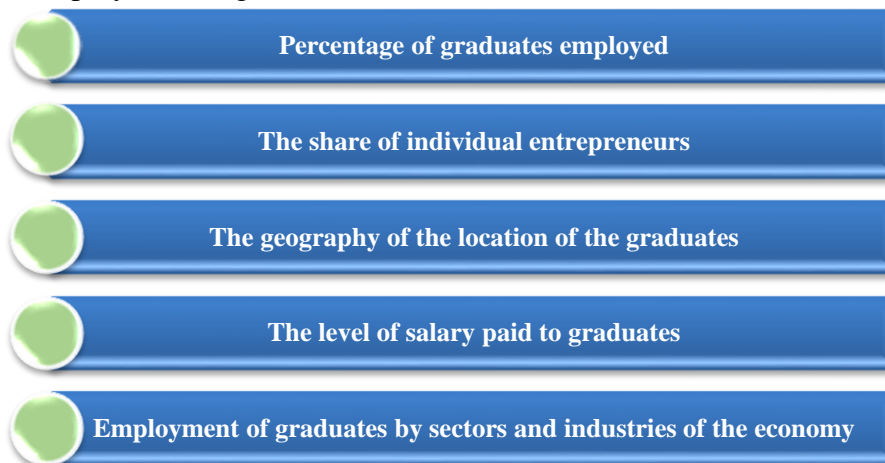 Percentage of graduates employed
The share of individual entrepreneurs
The geography of the location of the graduates
The level of salary paid to graduates
Employment of graduates by sectors and industries of the economy